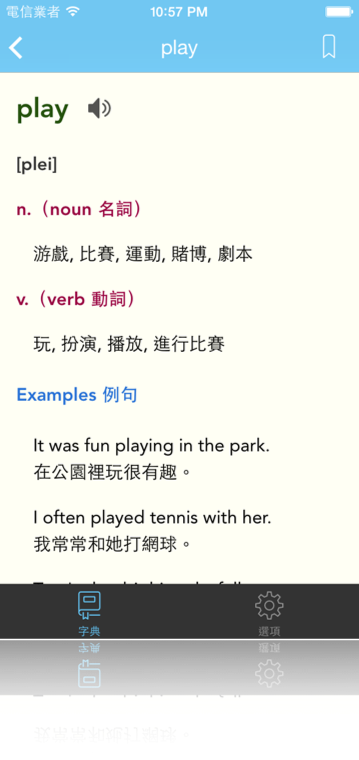 電信業者 10:57 PM
play
play
[plei]
n.（noun 名詞）
游戲, 比賽, 運動, 賭博, 劇本
v.（verb 動詞）
玩, 扮演, 播放, 進行比賽
Examples 例句
It was fun playing in the park.
在公園裡玩很有趣。
I often played tennis with her.
我常常和她打網球。
字典 選項